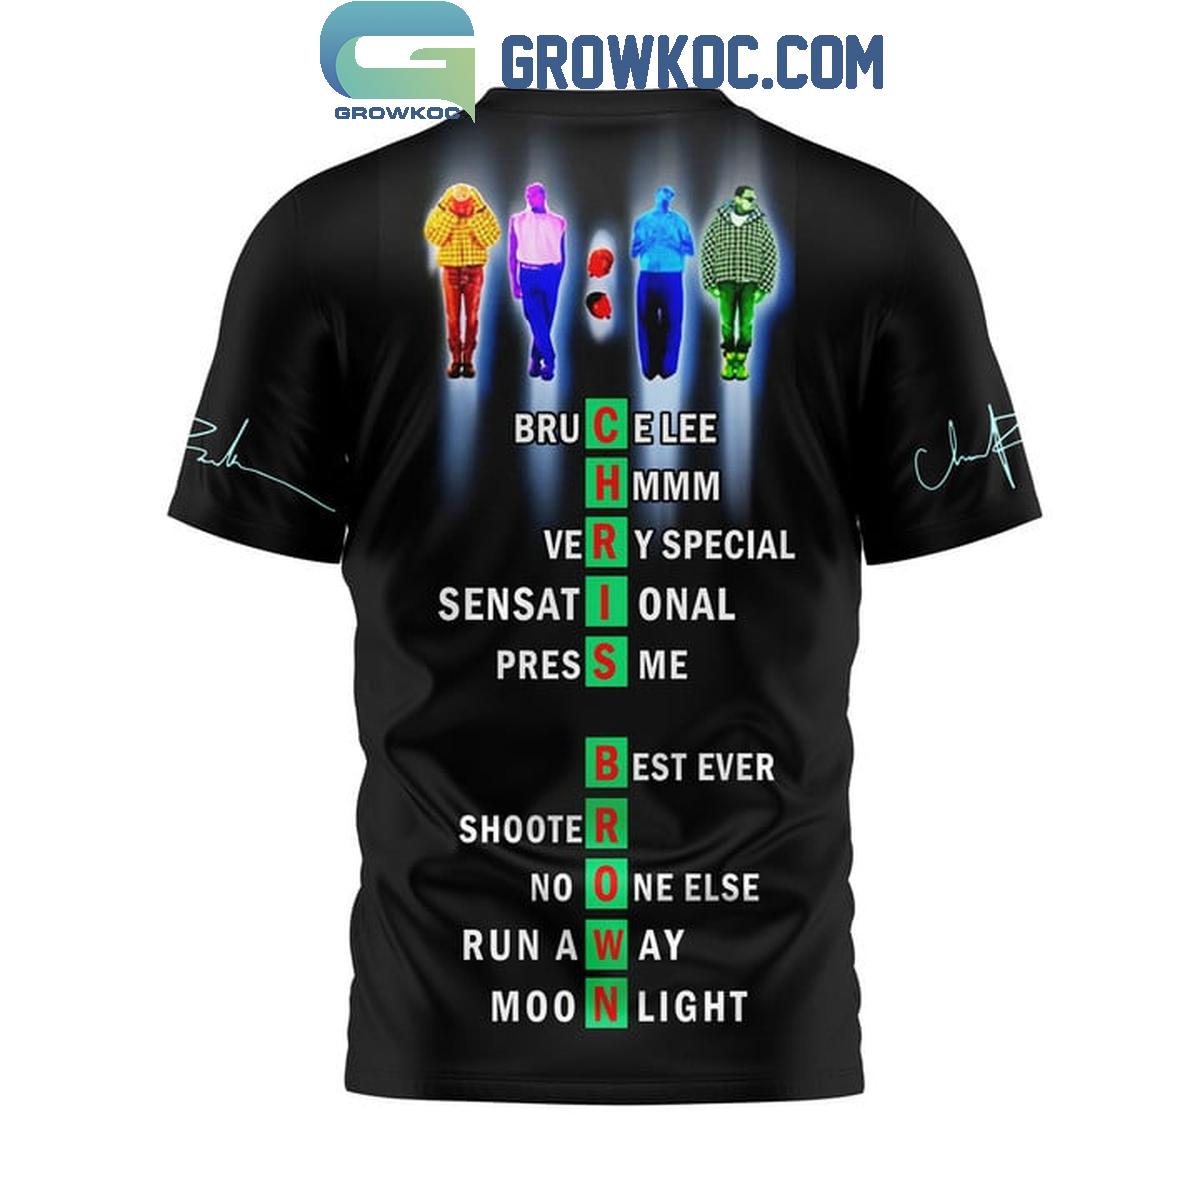 GROWKOC.COM
GROWKOC
BRUCE LEE
HMMM
VERY SPECIAL
SENSATIONAL
PRESS ME
BEST EVER
SHOOTER
NO ONE ELSE
RUN AWAY
MOONLIGHT